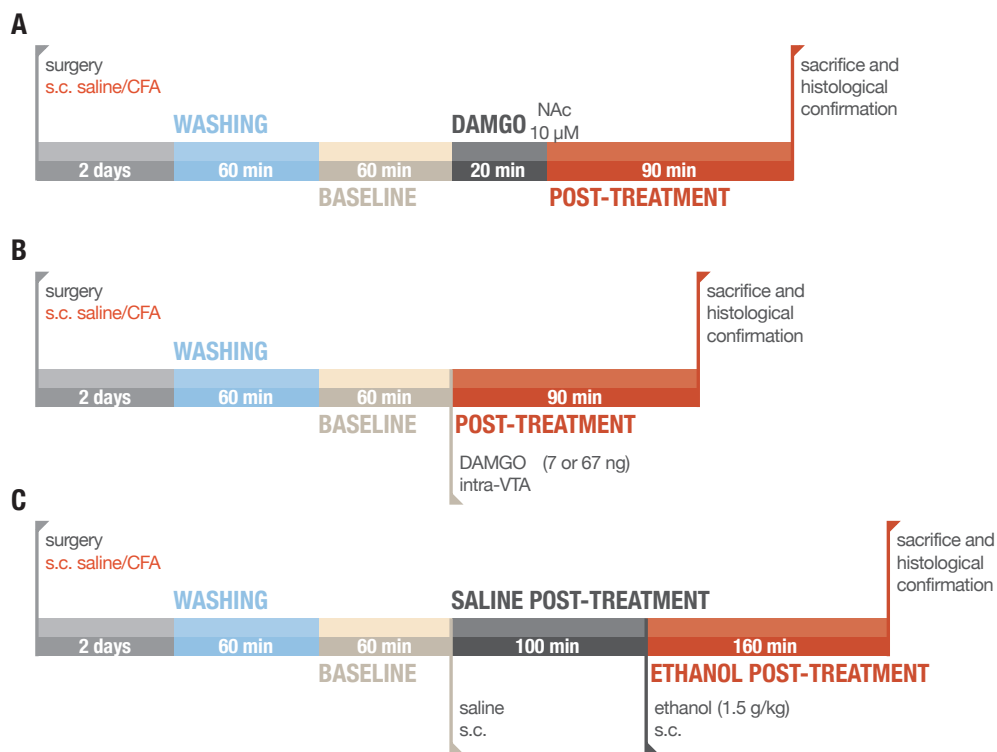 A
surgery
s.c. saline/CFA
sacrifice and
histological
confirmation
WASHING
DAMGO
NAc
10 µM
2 days
60 min
60 min
20 min
90 min
BASELINE
POST-TREATMENT
B
surgery
s.c. saline/CFA
sacrifice and
histological
confirmation
WASHING
2 days
60 min
60 min
90 min
BASELINE
POST-TREATMENT
DAMGO (7 or 67 ng)
intra-VTA
C
surgery
s.c. saline/CFA
sacrifice and
histological
confirmation
WASHING
SALINE POST-TREATMENT
2 days
60 min
60 min
100 min
160 min
BASELINE
ETHANOL POST-TREATMENT
saline
s.c.
ethanol (1.5 g/kg)
s.c.